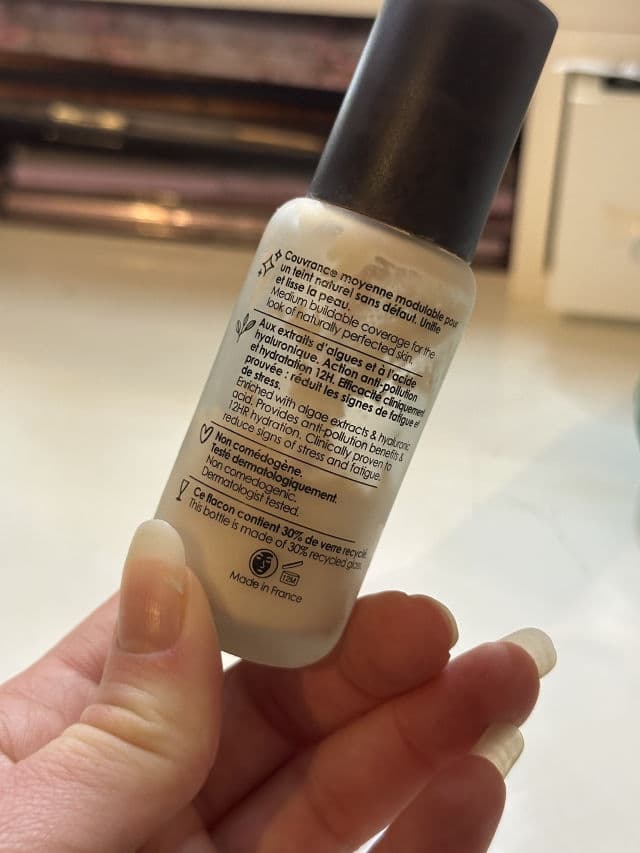 Couvrance moyenne modulable pour
un teint naturel sans défaut. Unifie
et lisse la peau.
Medium buildable coverage for the
look of naturally perfected skin.
Aux extraits d'algues et à l'acide
hyaluronique. Action anti-pollution
et hydratation 12H. Efficacité cliniquement
prouvée : réduit les signes de fatigue et
de stress.
Enriched with algae extracts & hyaluronic
acid. Provides anti-pollution benefits &
12HR hydration. Clinically proven to
reduce signs of stress and fatigue.
Non comédogène.
Testé dermatologiquement.
Non comedogenic.
Dermatologist tested.
Ce flacon contient 30% de verre recyclé.
This bottle is made of 30% recycled glass.
12M
Made in France